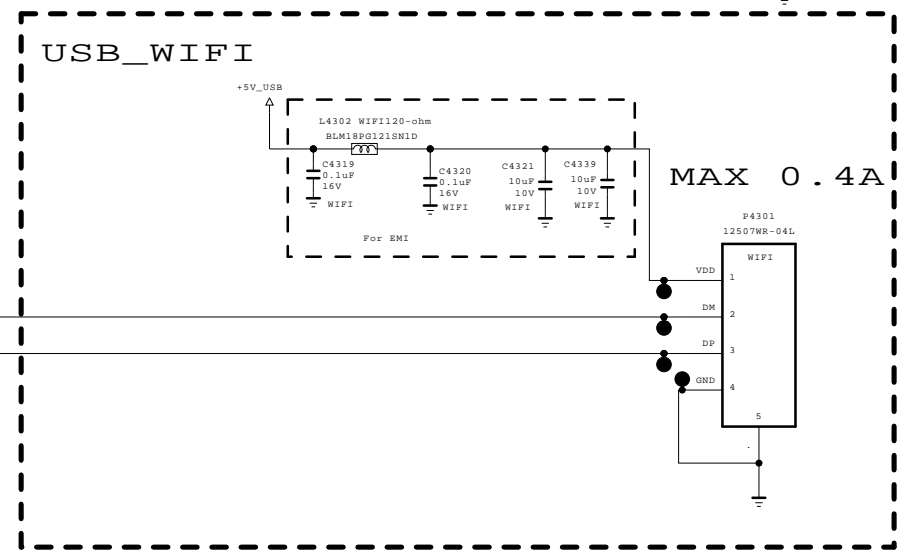 USB_WIFI
+5V_USB
L4302 WIFI120-ohm
BLM18PG121SN1D
C4319
0.1uF
16V
WIFI
C4320
0.1uF
16V
WIFI
C4321
10uF
10V
WIFI
C4339
10uF
10V
WIFI
For EMI
MAX 0.4A
P4301
12507WR-04L
WIFI
VDD
1
DM
2
DP
3
GND
4
5
.